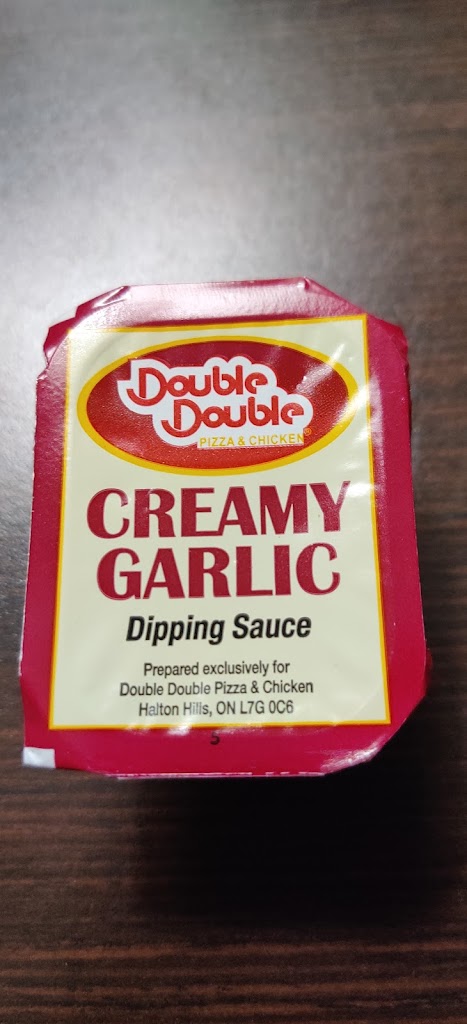 Double
Double
PIZZA & CHICKEN®
CREAMY
GARLIC
Dipping Sauce
Prepared exclusively for
Double Double Pizza & Chicken
Halton Hills, ON L7G 0C6
5